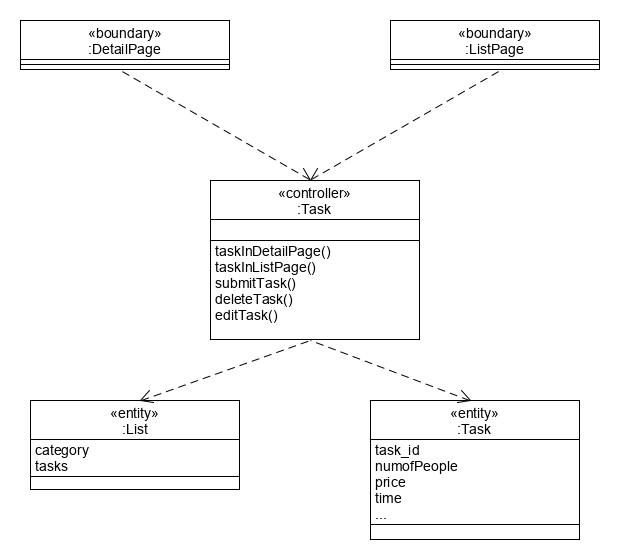 «boundary»
:DetailPage
«boundary»
:ListPage
«controller»
:Task
taskInDetailPage()
taskInListPage()
submitTask()
deleteTask()
editTask()
«entity»
:List
category
tasks
«entity»
:Task
task_id
numofPeople
price
time
...